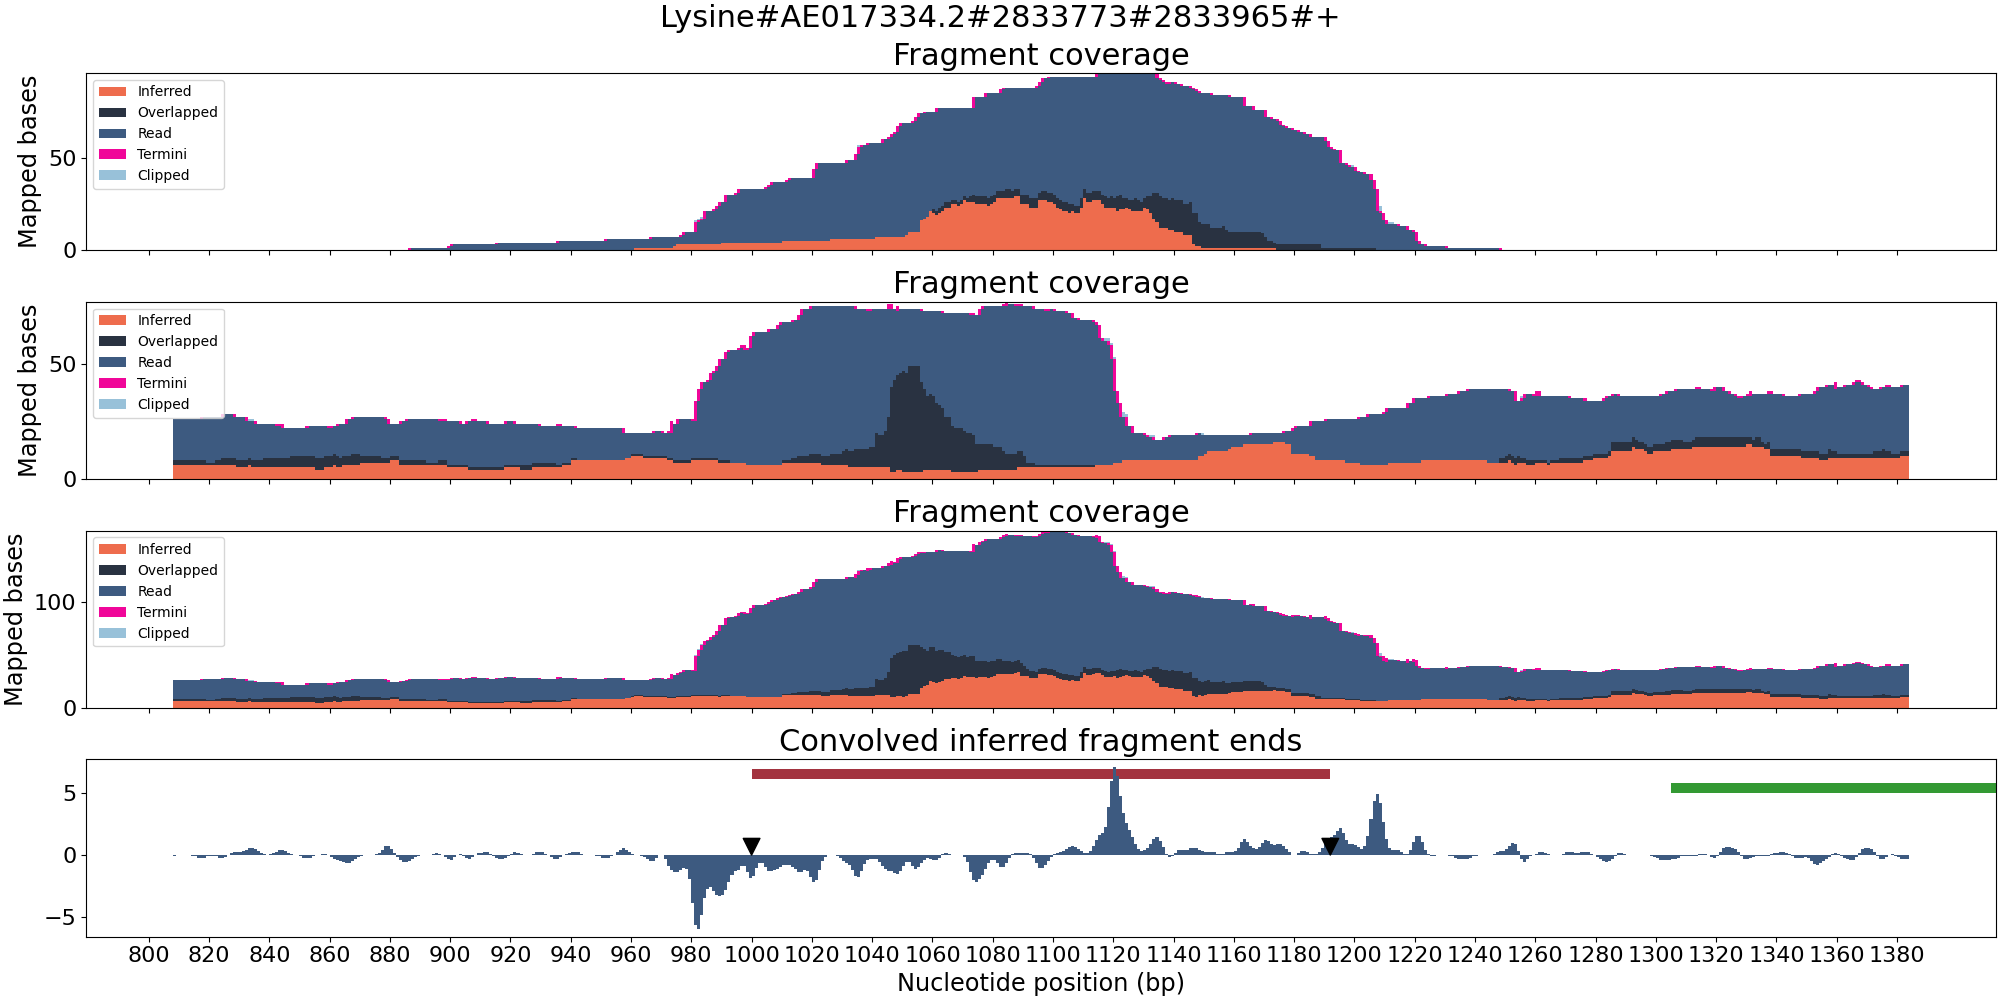 Lysine#AE017334.2#2833773#2833965#+
Fragment coverage
Mapped bases
50
0
Inferred
Overlapped
Read
Termini
Clipped
Fragment coverage
Mapped bases
50
0
Inferred
Overlapped
Read
Termini
Clipped
Fragment coverage
Mapped bases
100
0
Inferred
Overlapped
Read
Termini
Clipped
Convolved inferred fragment ends
5
0
−5
800 820 840 860 880 900 920 940 960 980 1000 1020 1040 1060 1080 1100 1120 1140 1160 1180 1200 1220 1240 1260 1280 1300 1320 1340 1360 1380
Nucleotide position (bp)